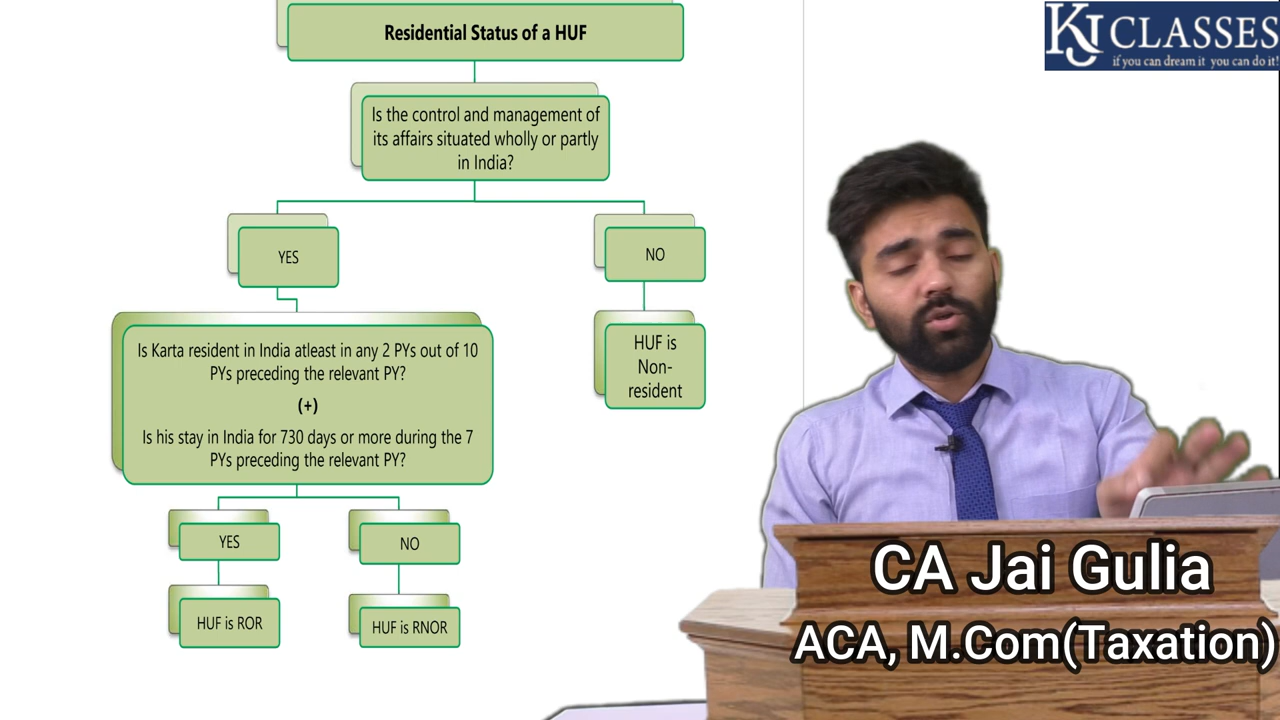 Residential Status of a HUF
Is the control and management of
its affairs situated wholly or partly
in India?
YES
NO
Is Karta resident in India atleast in any 2 PYs out of 10
PYs preceding the relevant PY?
(+)
Is his stay in India for 730 days or more during the 7
PYs preceding the relevant PY?
HUF is
Non-
resident
YES
NO
HUF is ROR
HUF is RNOR
KJ CLASSES
if you can dream it you can do it!
CA Jai Gulia
ACA, M.Com(Taxation)